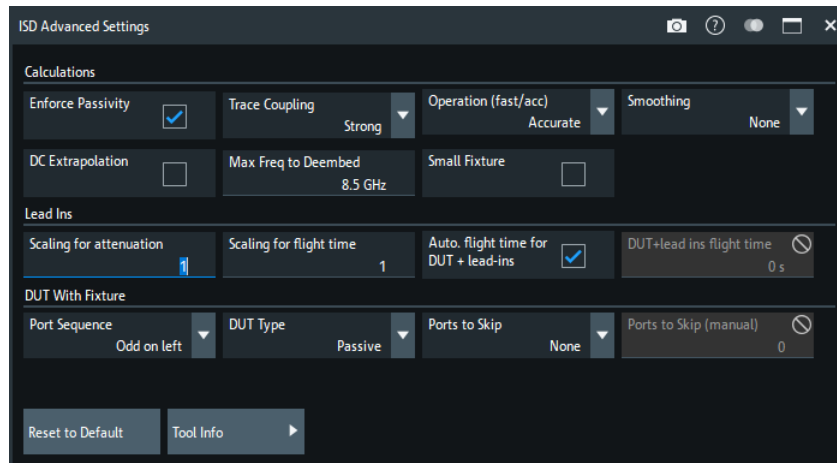 ISD Advanced Settings
Calculations
Enforce Passivity
Trace Coupling
Strong
Operation (fast/acc)
Accurate
Smoothing
None
DC Extrapolation
Max Freq to Deembed
8.5 GHz
Small Fixture
Lead Ins
Scaling for attenuation
1
Scaling for flight time
1
Auto. flight time for
DUT + lead-ins
DUT+lead ins flight time
0 s
DUT With Fixture
Port Sequence
Odd on left
DUT Type
Passive
Ports to Skip
None
Ports to Skip (manual)
0
Reset to Default
Tool Info